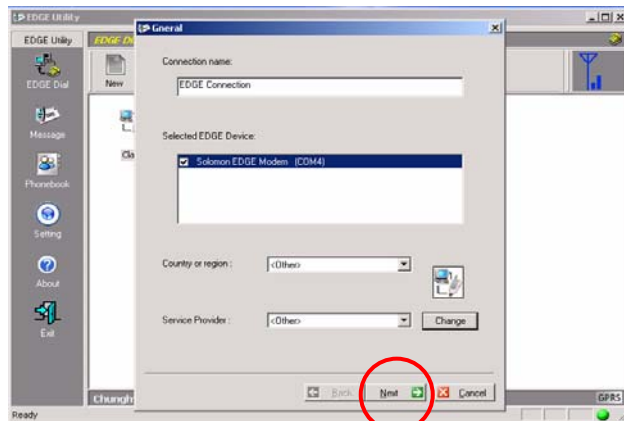 EDGE Utility
EDGE Utility
EDGE Dial
Message
Phonebook
Setting
About
Exit
New
Gneral
Connection name:
EDGE Connection
Selected EDGE Device:
Solomon EDGE Modem (COM4)
Country or region :
<Other>
Service Provider :
<Other>
Change
Back
Next
Cancel
GPRS
Ready